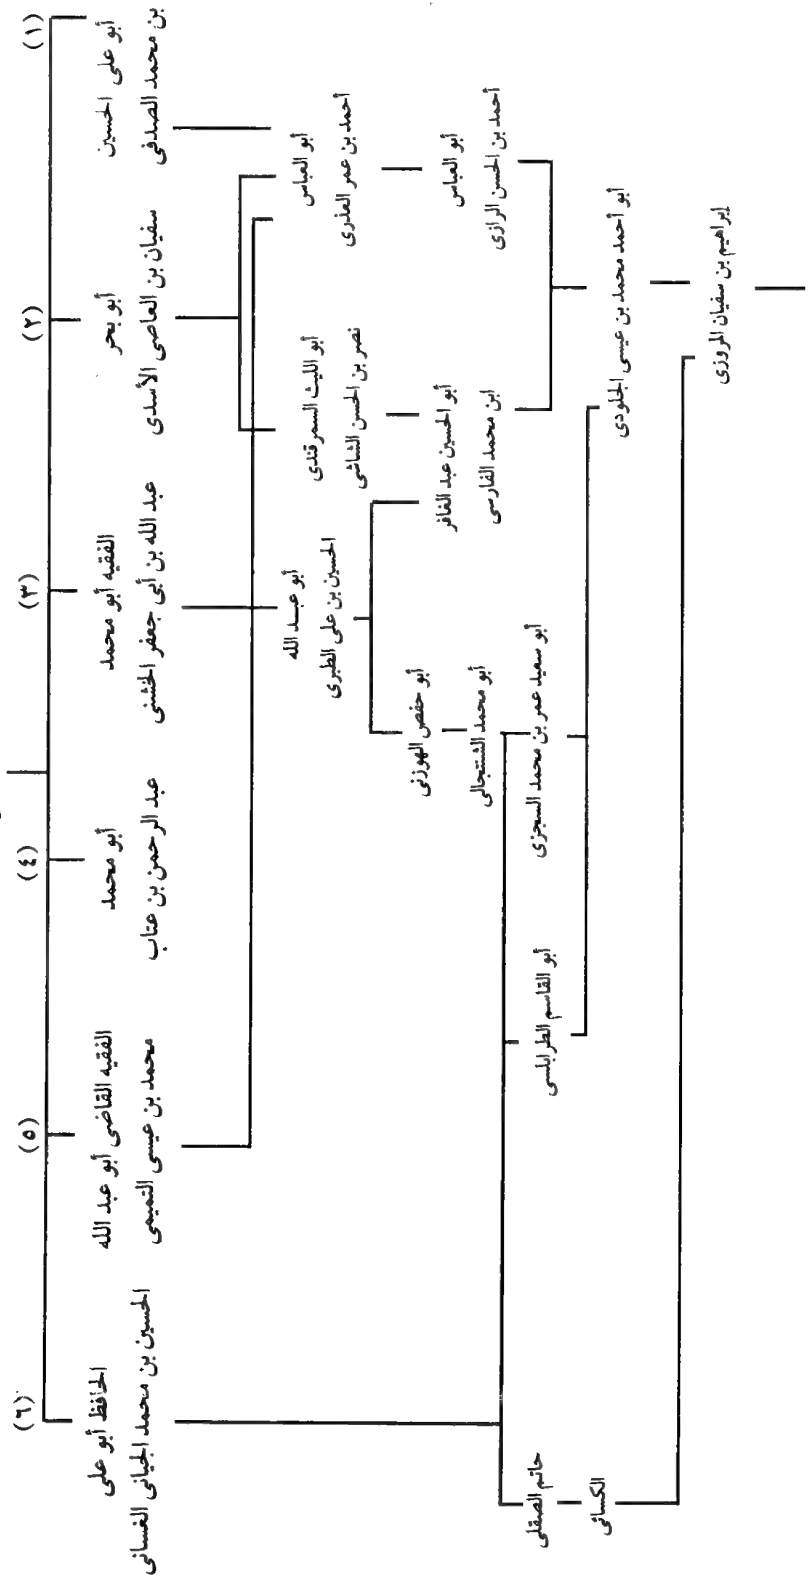 (١)
أبو على الحسين
بن محمد الصدفى
(٢)
أبو بحر
سفيان بن العاصى الأسدى
(٣)
الفقيه أبو محمد
عبد الله بن أبى جعفر الخشنى
(٤)
أبو محمد
عبد الرحمن بن عتاب
(٥)
الفقيه القاضى أبو عبد الله
محمد بن عيسى التميمى
(٦)
الحافظ أبو على
الحسين بن محمد الجيانى الغسانى
أبو العباس
أحمد بن عمر العذرى
أبو الليث السمرقندى
نصر بن الحسن الشاشى
أبو عبد الله
الحسين بن على الطبرى
أبو العباس
أحمد بن الحسن الرازى
أبو الحسين عبد الغافر
ابن محمد الفارسى
أبو حفص الهوزنى
أبو محمد الشنتجالى
أبو سعيد عمر بن محمد السجزى
أبو القاسم الطرابلسى
حاتم الصقلى
الكسائى
أبو أحمد محمد بن عيسى الجلودى
إبراهيم بن سفيان المروزى